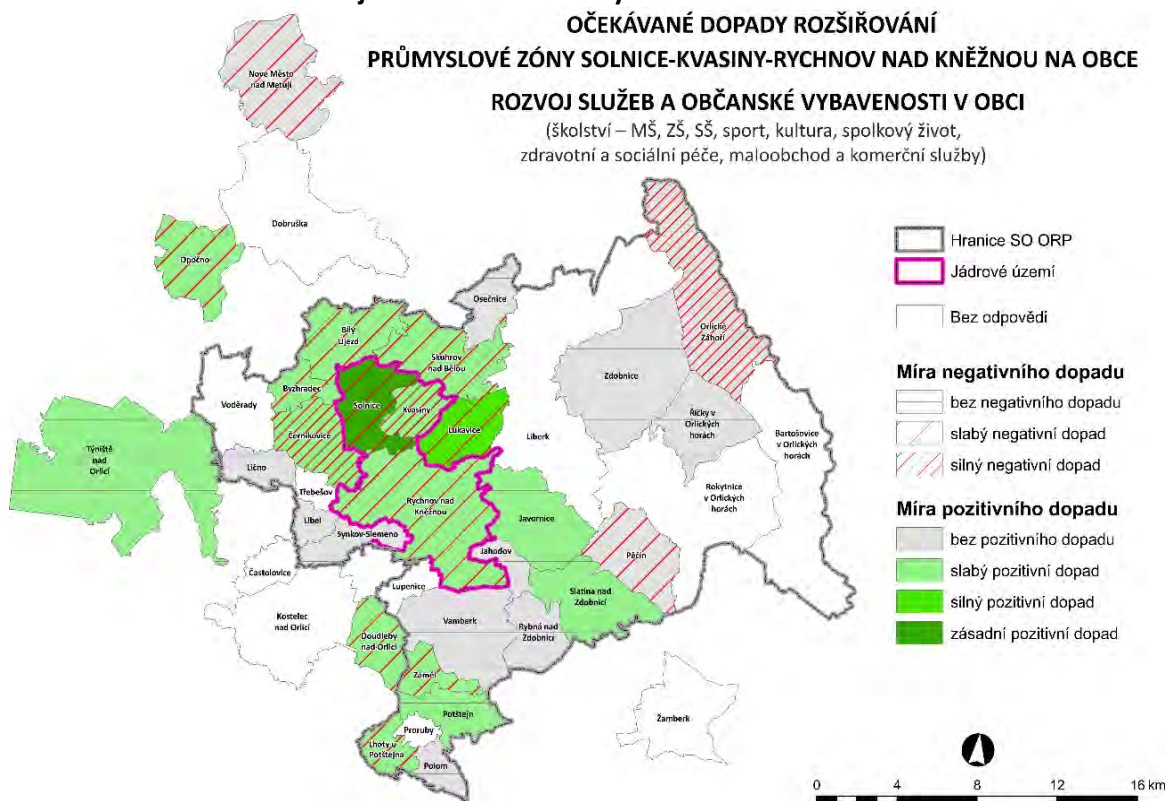 OČEKÁVANÉ DOPADY ROZŠIŘOVÁNÍ
PRŮMYSLOVÉ ZÓNY SOLNICE-KVASINY-RYCHNOV NAD KNĚŽNOU NA OBCE
ROZVOJ SLUŽEB A OBČANSKÉ VYBAVENOSTI V OBCI
(školství – MŠ, ZŠ, SŠ, sport, kultura, spolkový život,
zdravotní a sociální péče, maloobchod a komerční služby)
Nové Město
nad Metují
Dobruška
Opočno
Osečnice
Bílý
Újezd
Skuhrov
nad Bělou
Orlické
Záhoří
Zdobnice
Byzhradec
Solnice
Kvasiny
Voděrady
Lukavice
Říčky v
Orlických
horách
Černíkovice
Liberk
Bartošovice
v Orlických
horách
Týniště
nad
Orlicí
Lično
Třebešov
Rychnov nad
Kněžnou
Rokytnice
v Orlických
horách
Libel
Javornice
Synkov-Slemeno
Jahodov
Pěčín
Častolovice
Lupenice
Slatina nad
Zdobnicí
Kostelec
nad Orlicí
Vamberk
Rybná nad
Zdobnicí
Doudleby
nad Orlicí
Záměl
Potštejn
Žamberk
Proruby
Lhoty u
Potštejna
Polom
Hranice SO ORP
Jádrové území
Bez odpovědi
Míra negativního dopadu
bez negativního dopadu
slabý negativní dopad
silný negativní dopad
Míra pozitivního dopadu
bez pozitivního dopadu
slabý pozitivní dopad
silný pozitivní dopad
zásadní pozitivní dopad
0 4 8 12 16 km